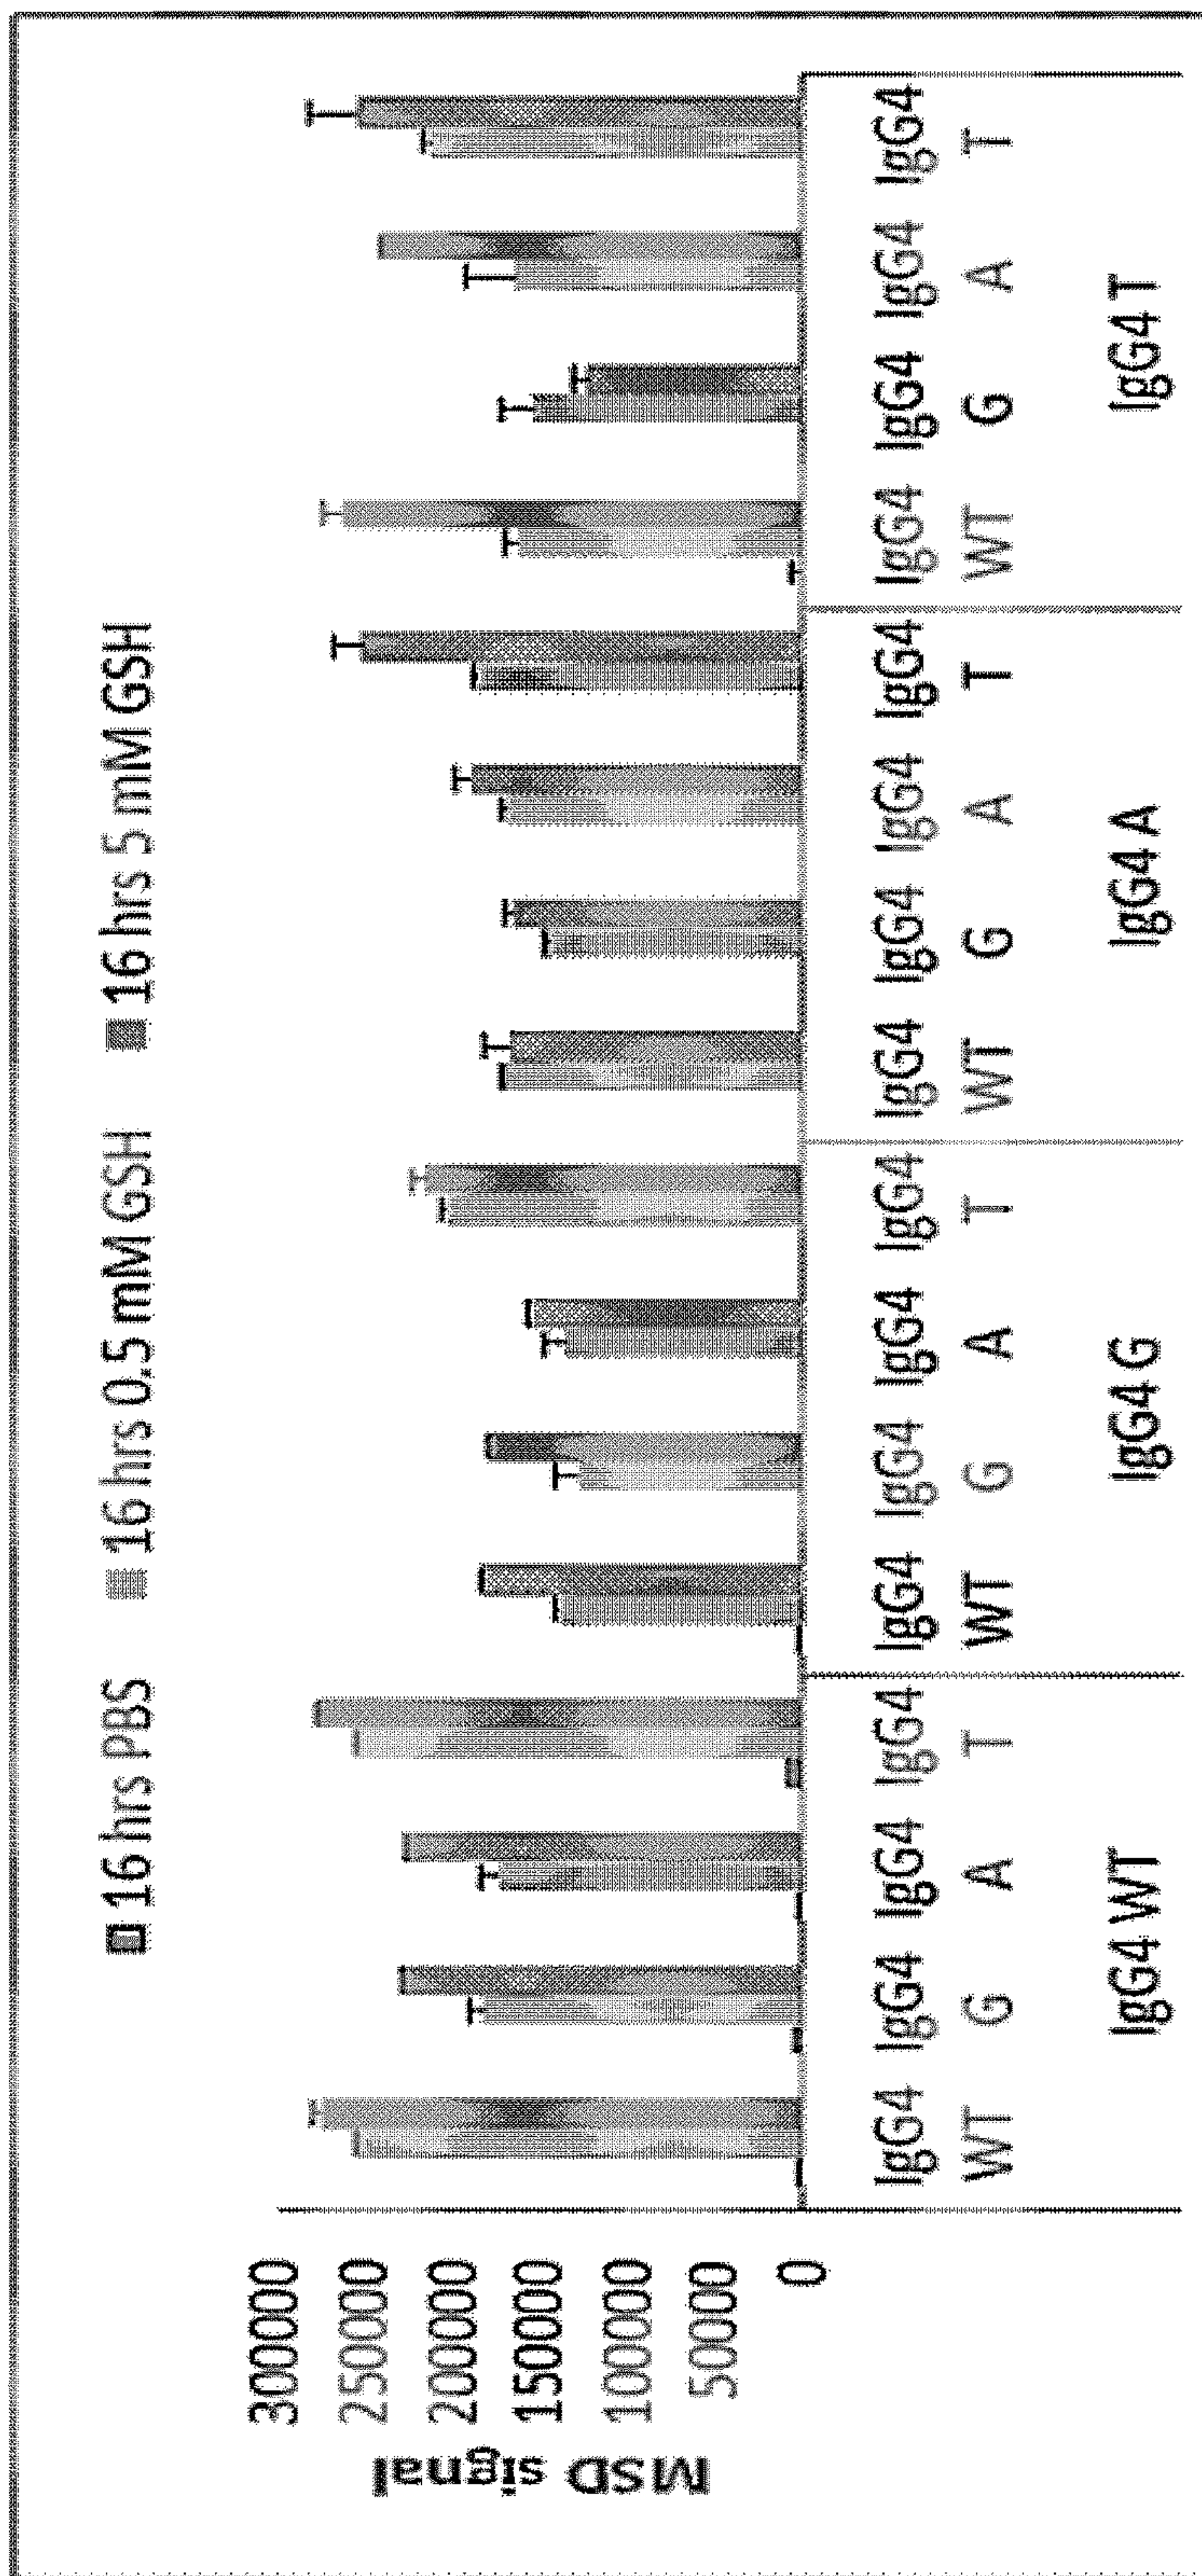 16 hrs PBS 16 hrs 0.5 mM GSH 16 hrs 5 mM GSH
MSD signal
300000
250000
200000
150000
100000
50000
0
IgG4 IgG4 IgG4 IgG4 IgG4 IgG4 IgG4 IgG4 IgG4 IgG4 IgG4 IgG4 IgG4 IgG4 IgG4 IgG4
WT G A T WT G A T WT G A T WT G A T
IgG4 WT IgG4 G IgG4 A IgG4 T